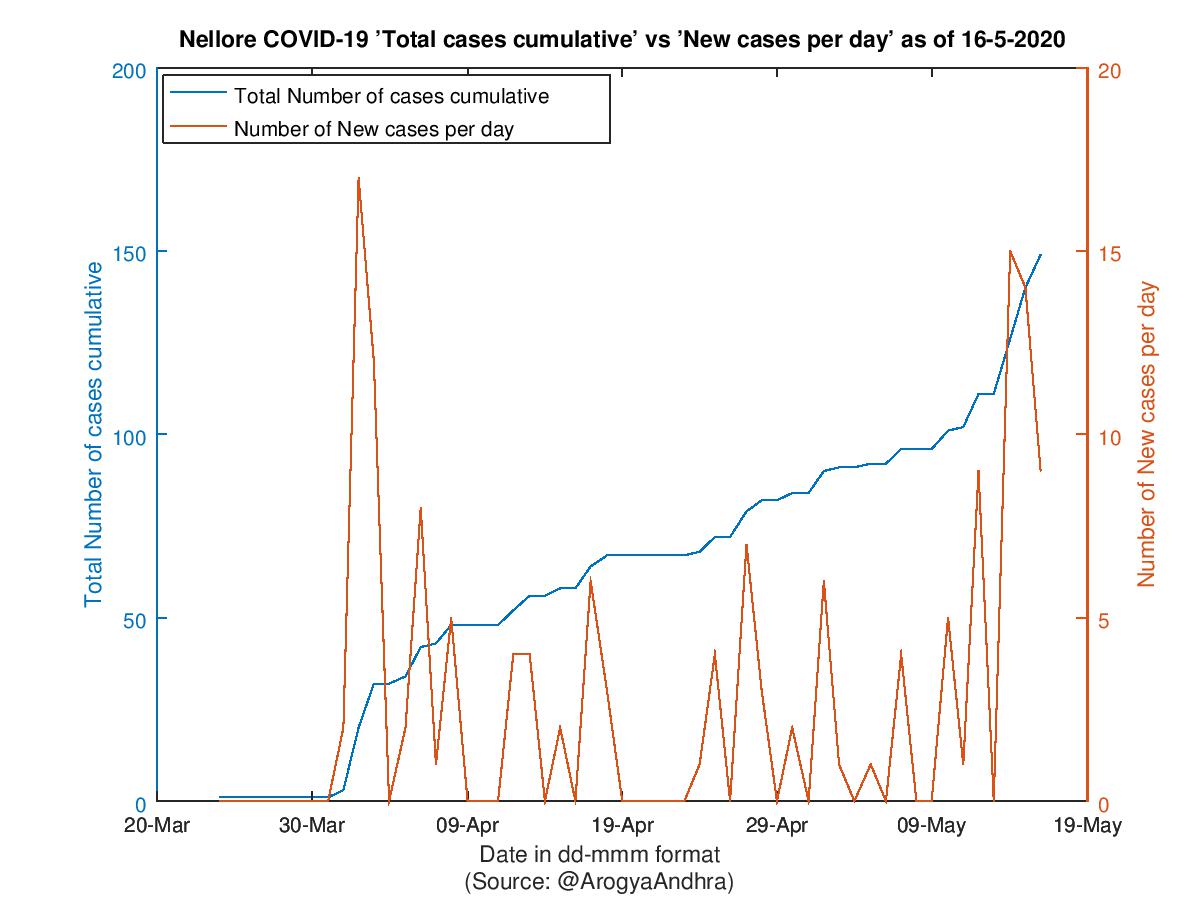 Nellore COVID-19 ’Total cases cumulative’ vs ’New cases per day’ as of 16-5-2020
Total Number of cases cumulative
Number of New cases per day
200
150
100
50
0
Total Number of cases cumulative
20
15
10
5
0
Number of New cases per day
20-Mar 30-Mar 09-Apr 19-Apr 29-Apr 09-May 19-May
Date in dd-mmm format
(Source: @ArogyaAndhra)